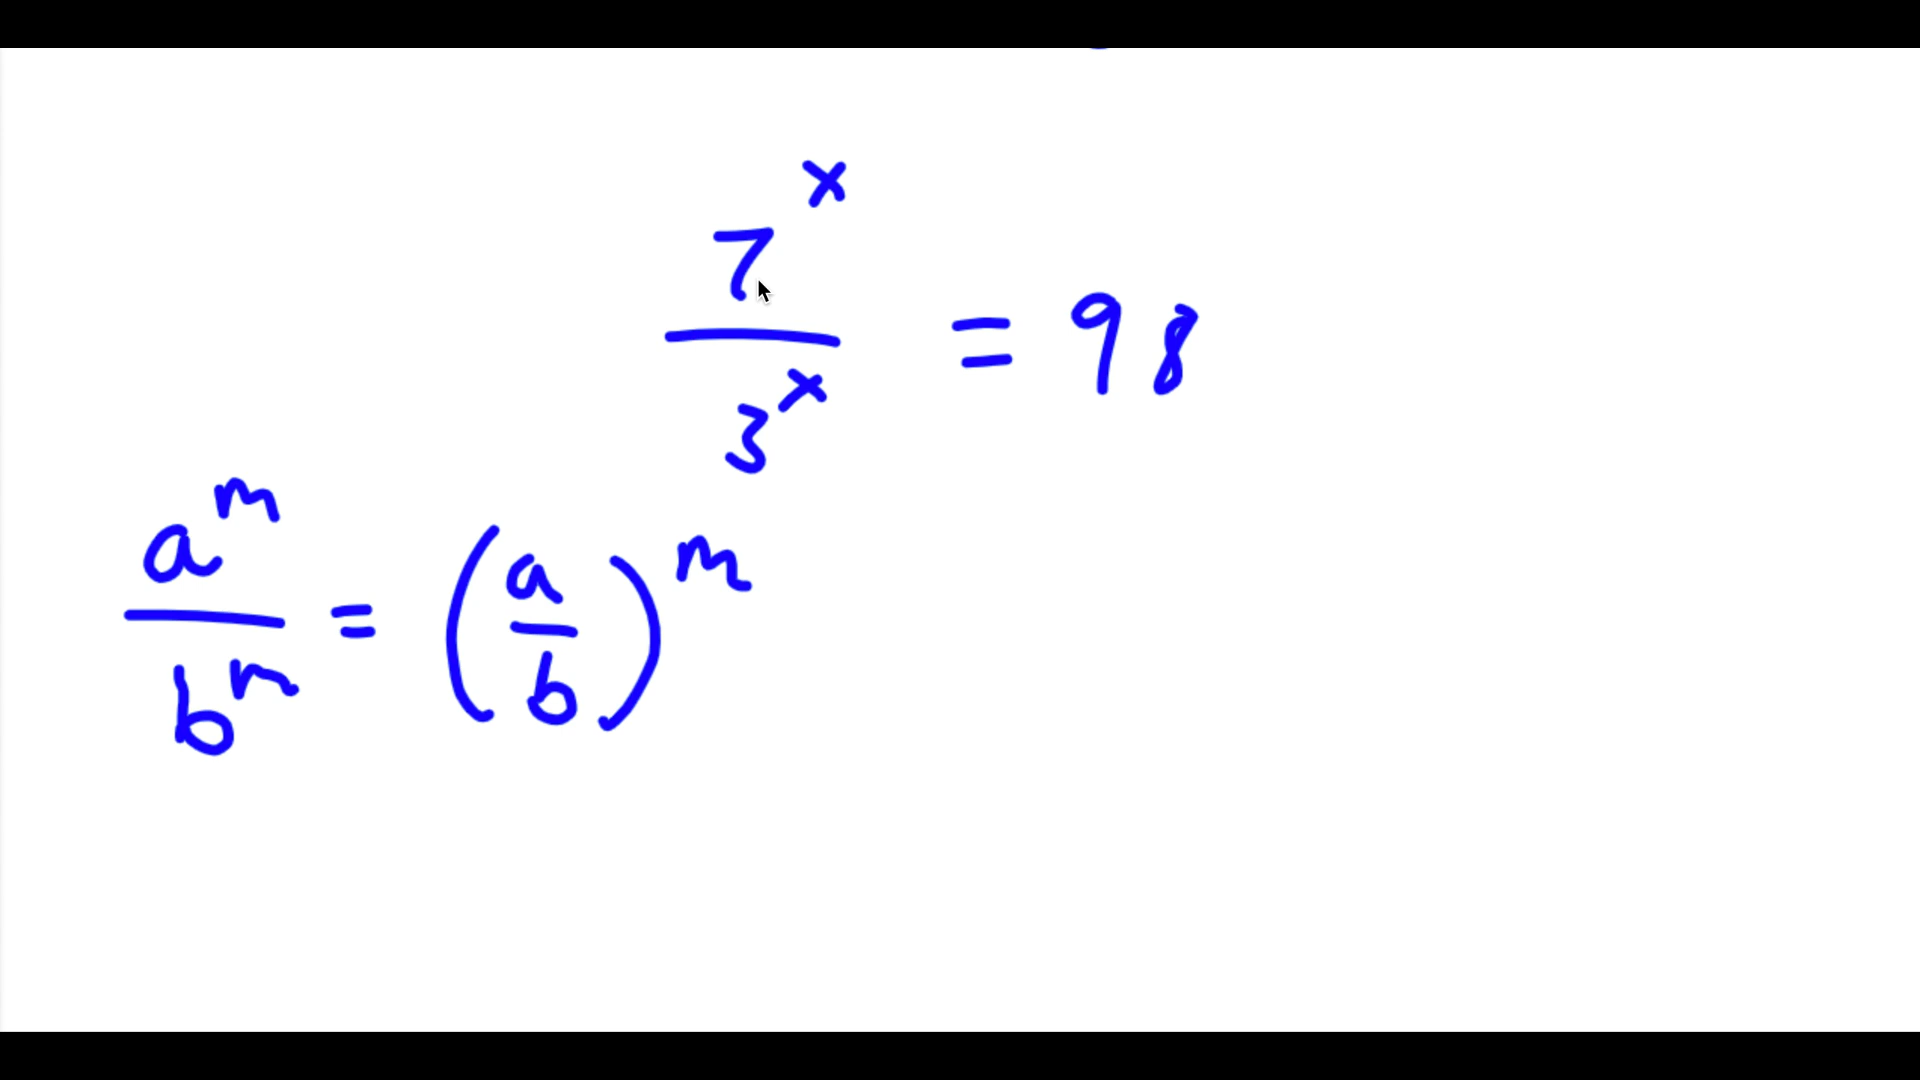 7^x / 3^x = 98
a^m / b^m = (a/b)^m